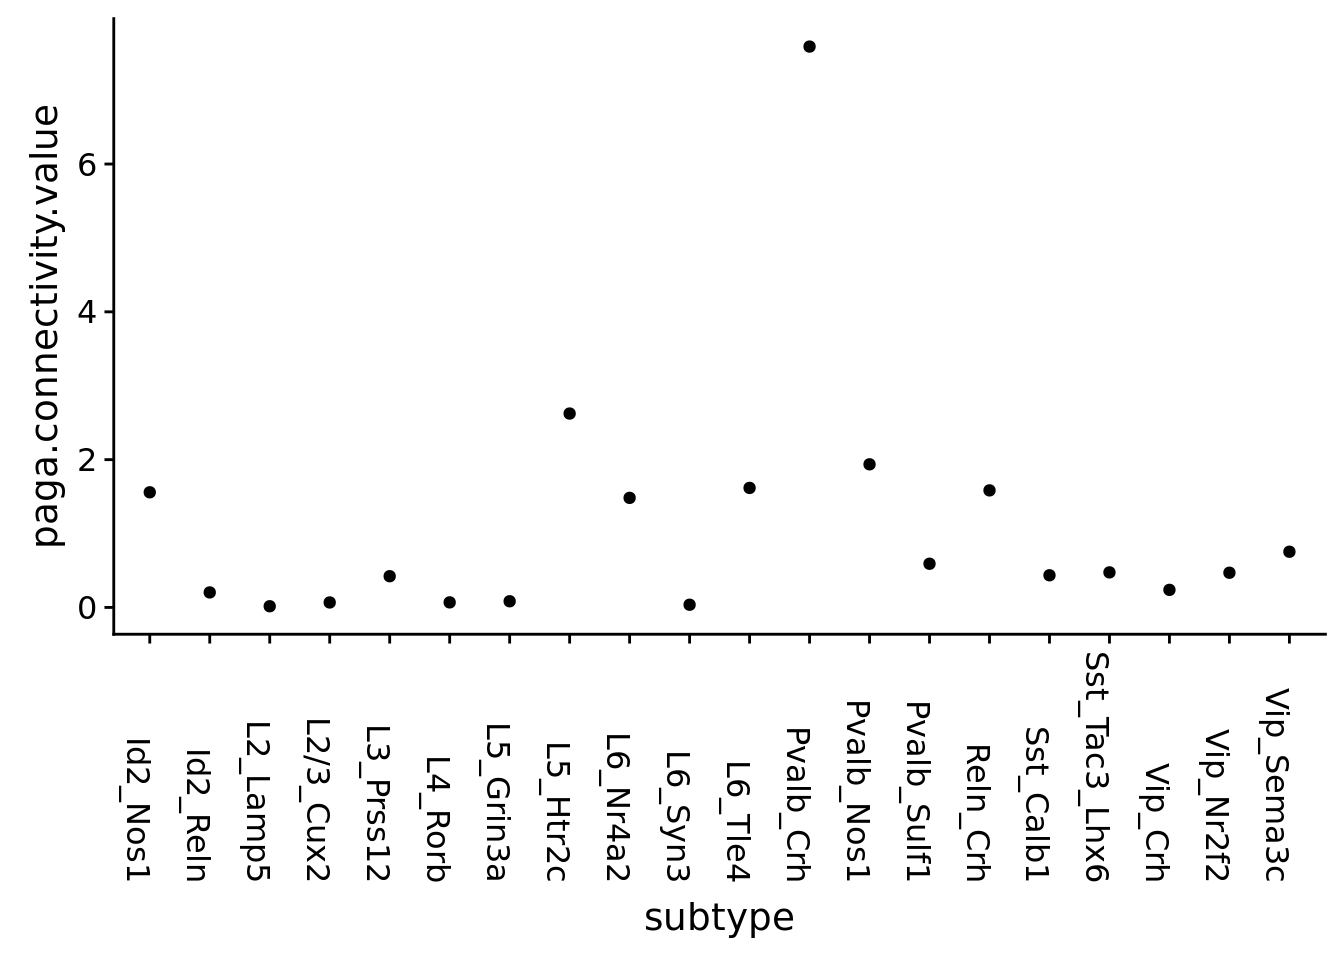 paga.connectivity.value
6
4
2
0
Id2_Nos1
Id2_Reln
L2_Lamp5
L2/3_Cux2
L3_Prss12
L4_Rorb
L5_Grin3a
L5_Htr2c
L6_Nr4a2
L6_Syn3
L6_Tle4
Pvalb_Crh
Pvalb_Nos1
Pvalb_Sulf1
Reln_Crh
Sst_Calb1
Sst_Tac3_Lhx6
Vip_Crh
Vip_Nr2f2
Vip_Sema3c
subtype